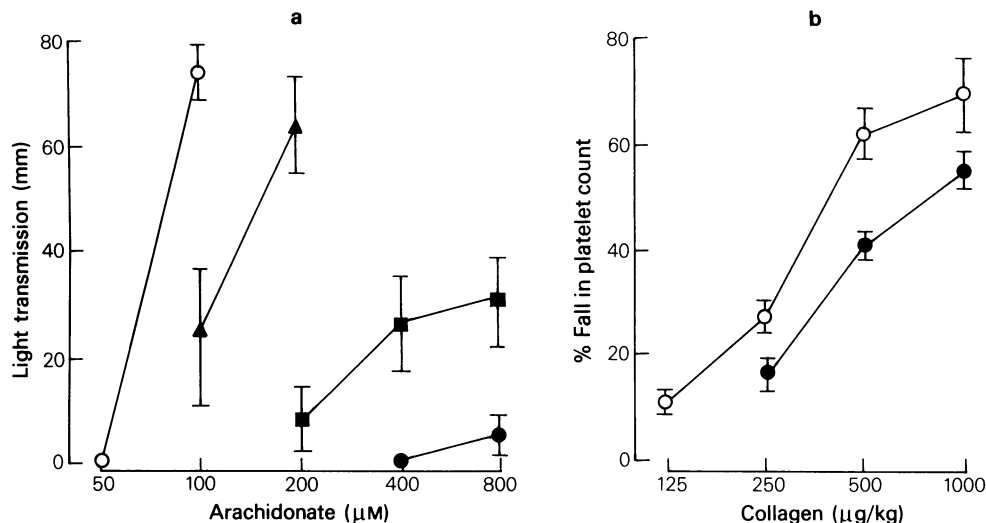 a
80
60
40
20
0
Light transmission (mm)
50 100 200 400 800
Arachidonate (μM)
b
80
60
40
20
0
% Fall in platelet count
125 250 500 1000
Collagen (μg/kg)